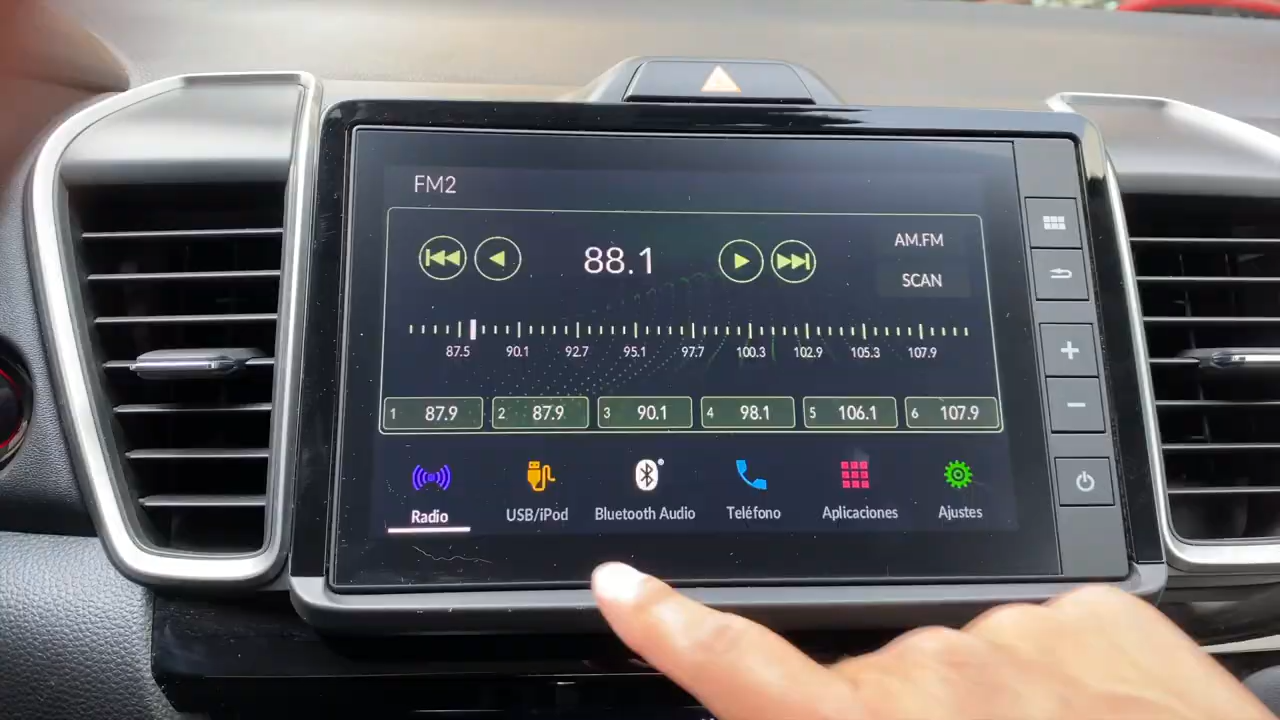 FM2
88.1
AM.FM
SCAN
87.5 90.1 92.7 95.1 97.7 100.3 102.9 105.3 107.9
1 87.9 2 87.9 3 90.1 4 98.1 5 106.1 6 107.9
Radio USB/iPod Bluetooth Audio Teléfono Aplicaciones Ajustes